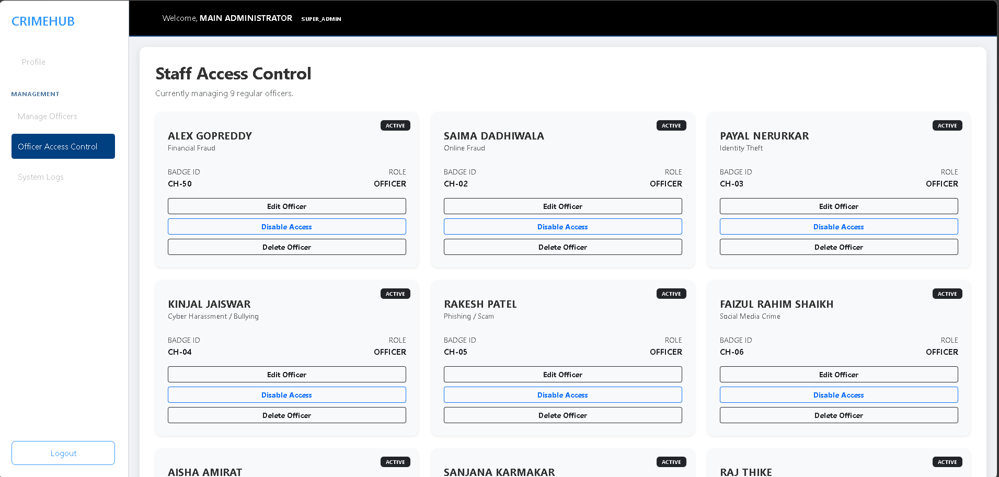 CRIMEHUB
Profile
MANAGEMENT
Manage Officers
Officer Access Control
System Logs
Logout
Welcome, MAIN ADMINISTRATOR SUPER_ADMIN
Staff Access Control
Currently managing 9 regular officers.
ACTIVE
ALEX GOPREDDY
Financial Fraud
BADGE ID ROLE
CH-50 OFFICER
Edit Officer
Disable Access
Delete Officer
ACTIVE
SAIMA DADHIWALA
Online Fraud
BADGE ID ROLE
CH-02 OFFICER
Edit Officer
Disable Access
Delete Officer
ACTIVE
PAYAL NERURKAR
Identity Theft
BADGE ID ROLE
CH-03 OFFICER
Edit Officer
Disable Access
Delete Officer
ACTIVE
KINJAL JAISWAR
Cyber Harassment / Bullying
BADGE ID ROLE
CH-04 OFFICER
Edit Officer
Disable Access
Delete Officer
ACTIVE
RAKESH PATEL
Phishing / Scam
BADGE ID ROLE
CH-05 OFFICER
Edit Officer
Disable Access
Delete Officer
ACTIVE
FAIZUL RAHIM SHAIKH
Social Media Crime
BADGE ID ROLE
CH-06 OFFICER
Edit Officer
Disable Access
Delete Officer
ACTIVE
AISHA AMIRAT
ACTIVE
SANJANA KARMAKAR
ACTIVE
RAJ THIKE